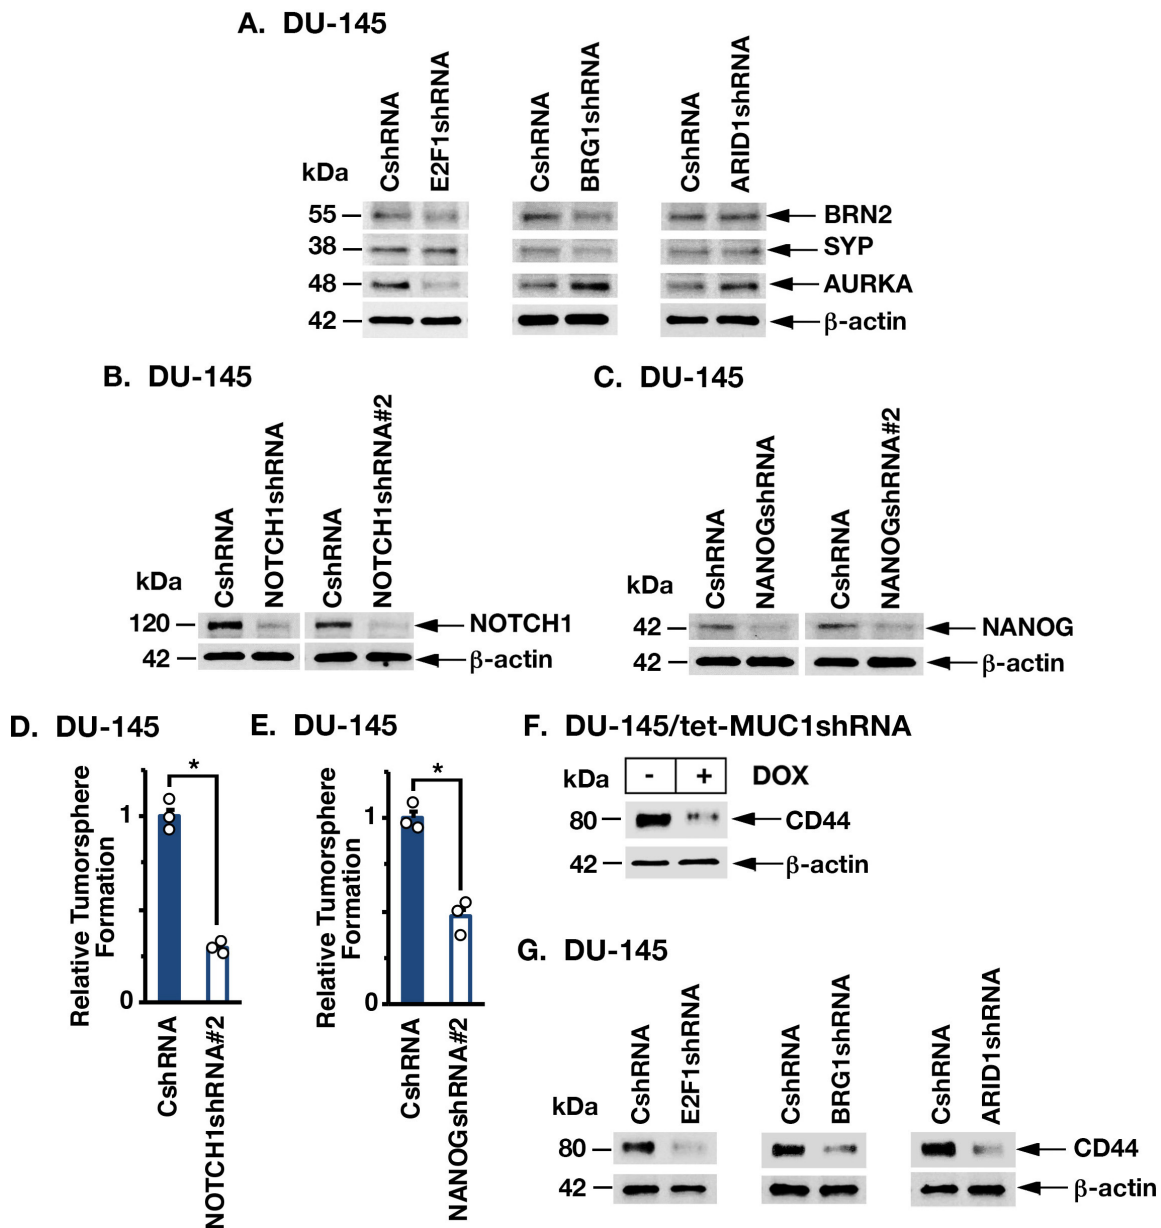 A. DU-145
kDa
CshRNA
E2F1shRNA
CshRNA
BRG1shRNA
CshRNA
ARID1shRNA
55
BRN2
38
SYP
48
AURKA
42
β-actin
B. DU-145
kDa
CshRNA
NOTCH1shRNA
CshRNA
NOTCH1shRNA#2
120
NOTCH1
42
β-actin
C. DU-145
kDa
CshRNA
NANOGshRNA
CshRNA
NANOGshRNA#2
42
NANOG
42
β-actin
D. DU-145
Relative Tumorsphere
Formation
1
0
*
CshRNA
NOTCH1shRNA#2
E. DU-145
Relative Tumorsphere
Formation
1
0
*
CshRNA
NANOGshRNA#2
F. DU-145/tet-MUC1shRNA
kDa
- + DOX
80
CD44
42
β-actin
G. DU-145
kDa
CshRNA
E2F1shRNA
CshRNA
BRG1shRNA
CshRNA
ARID1shRNA
80
CD44
42
β-actin